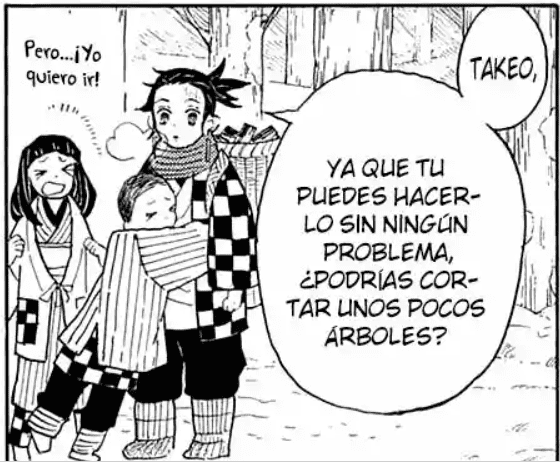 TAKEO,
YA QUE TU
PUEDES HACER-
LO SIN NINGÚN
PROBLEMA,
¿PODRÍAS COR-
TAR UNOS POCOS
ÁRBOLES?
Pero...¡Yo
quiero ir!